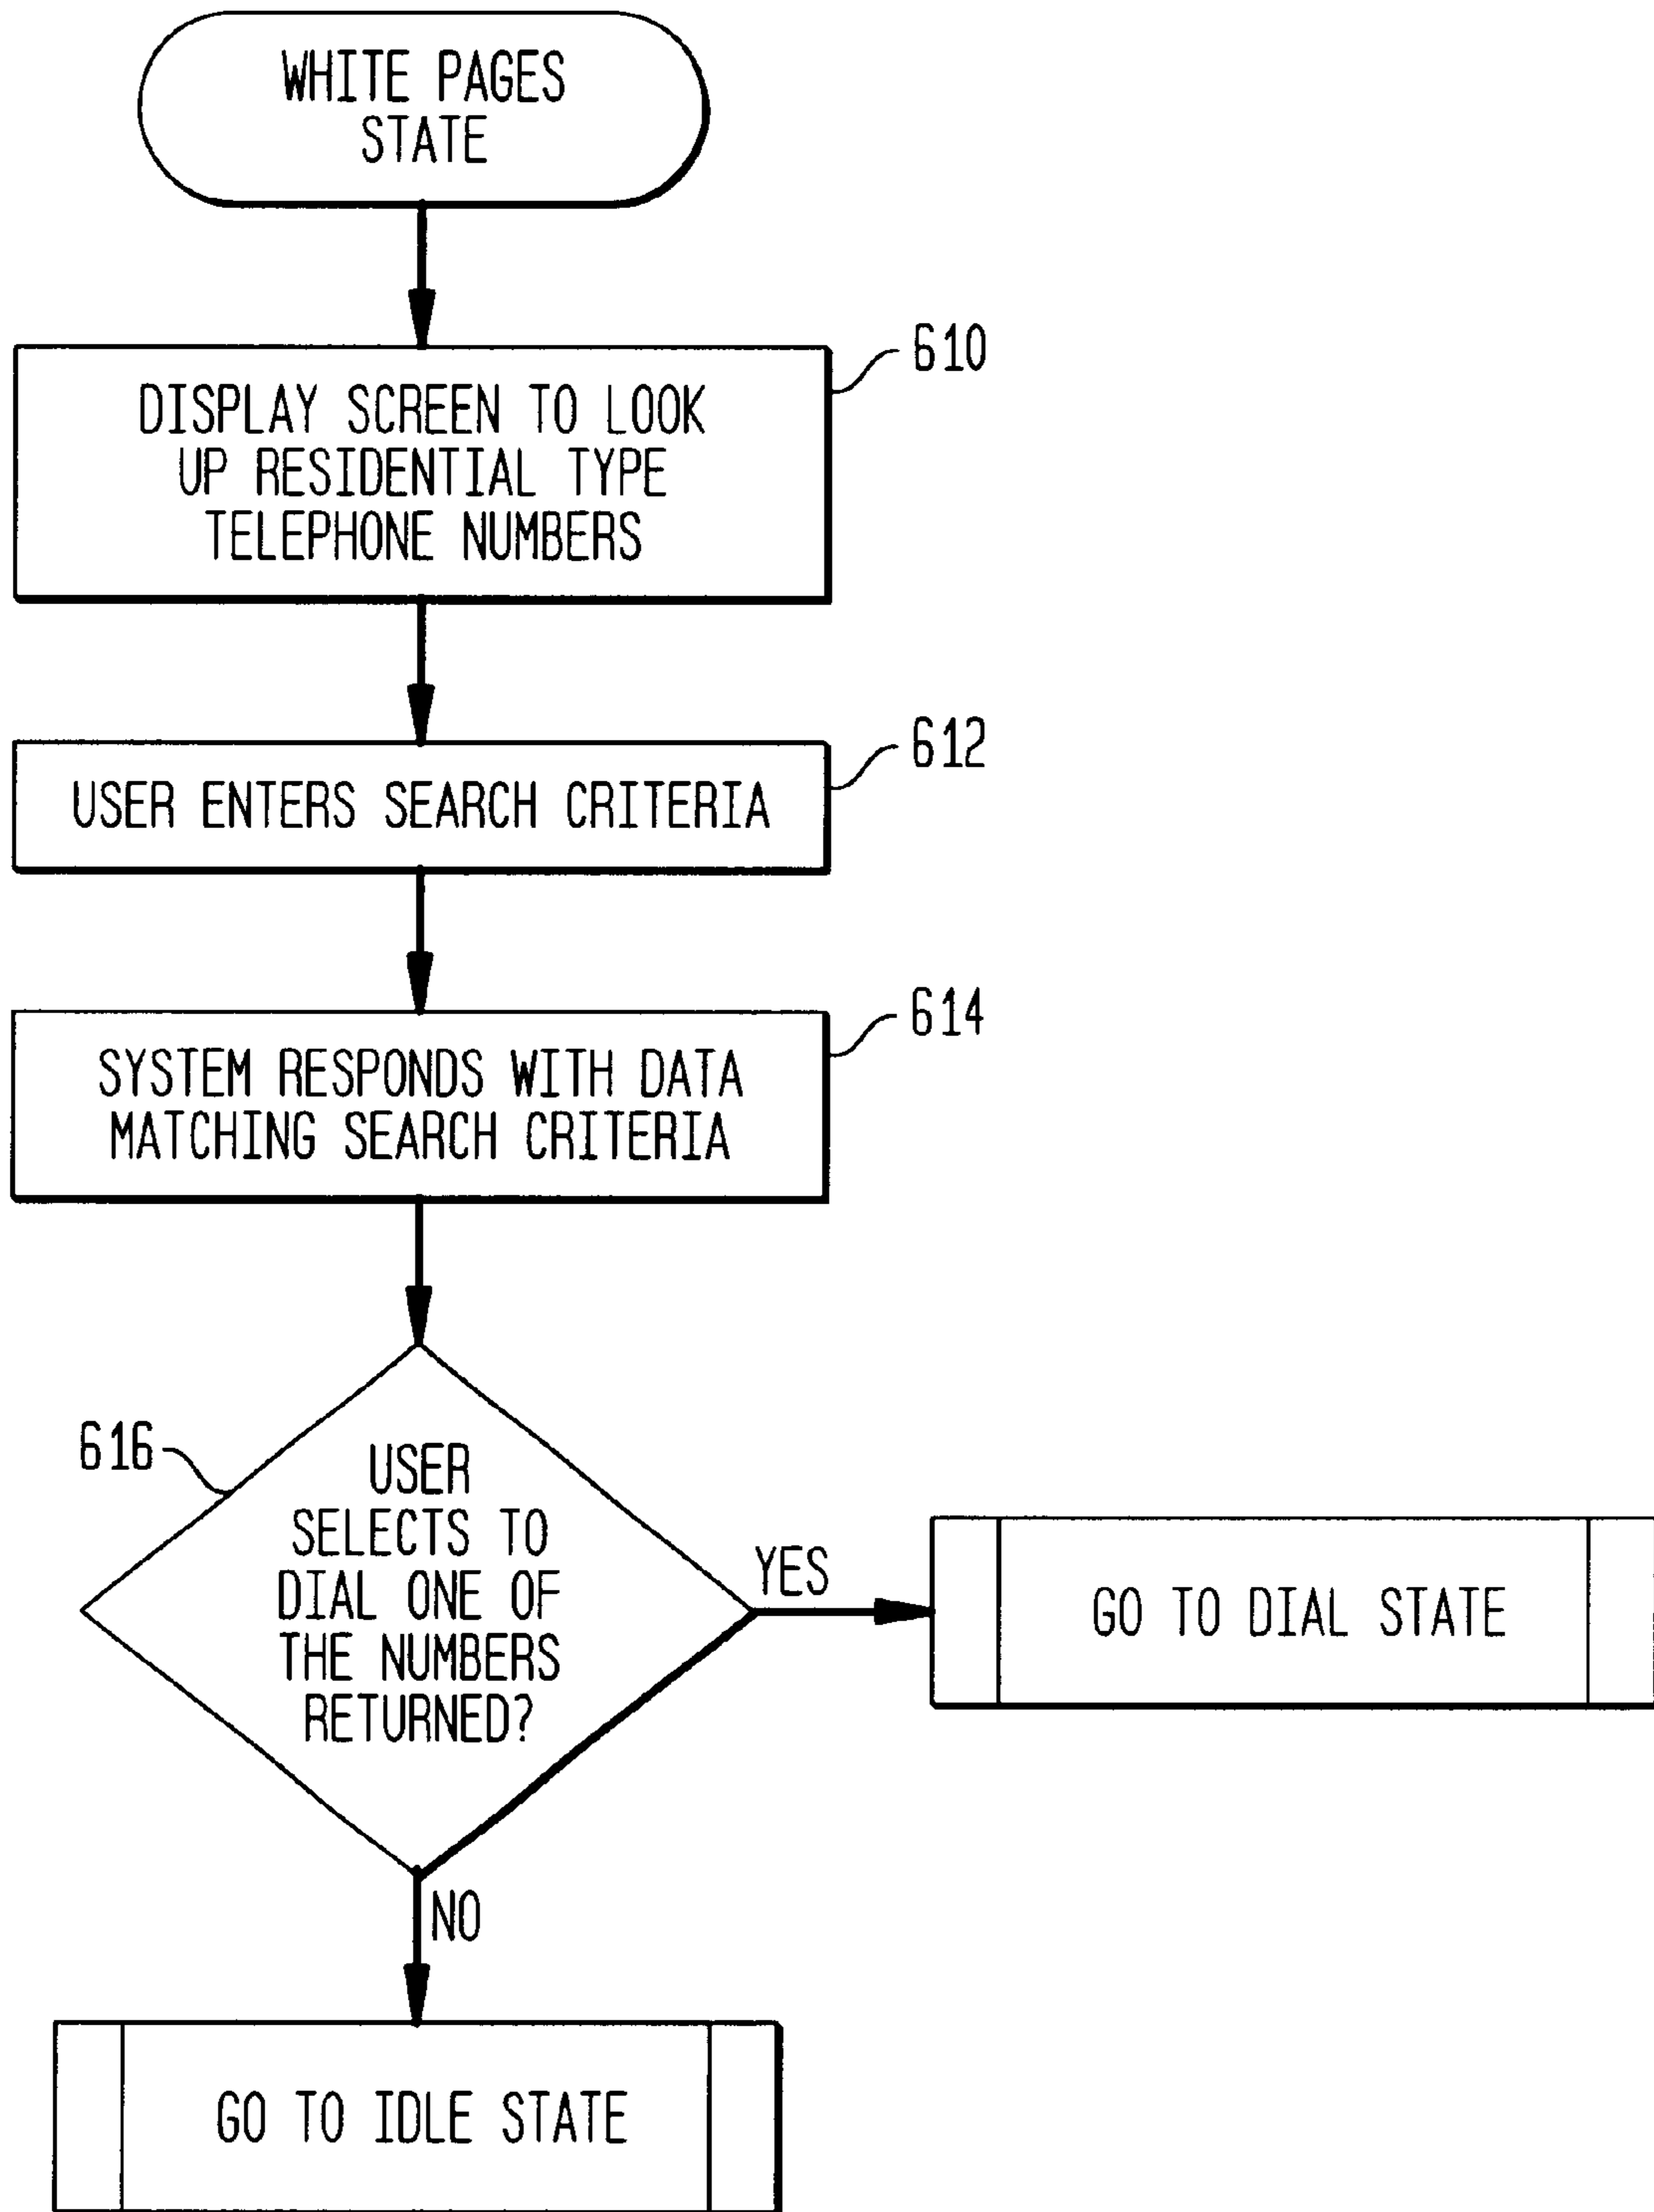 WHITE PAGES
STATE
610
DISPLAY SCREEN TO LOOK
UP RESIDENTIAL TYPE
TELEPHONE NUMBERS
612
USER ENTERS SEARCH CRITERIA
614
SYSTEM RESPONDS WITH DATA
MATCHING SEARCH CRITERIA
616
USER
SELECTS TO
DIAL ONE OF
THE NUMBERS
RETURNED?
YES
GO TO DIAL STATE
NO
GO TO IDLE STATE